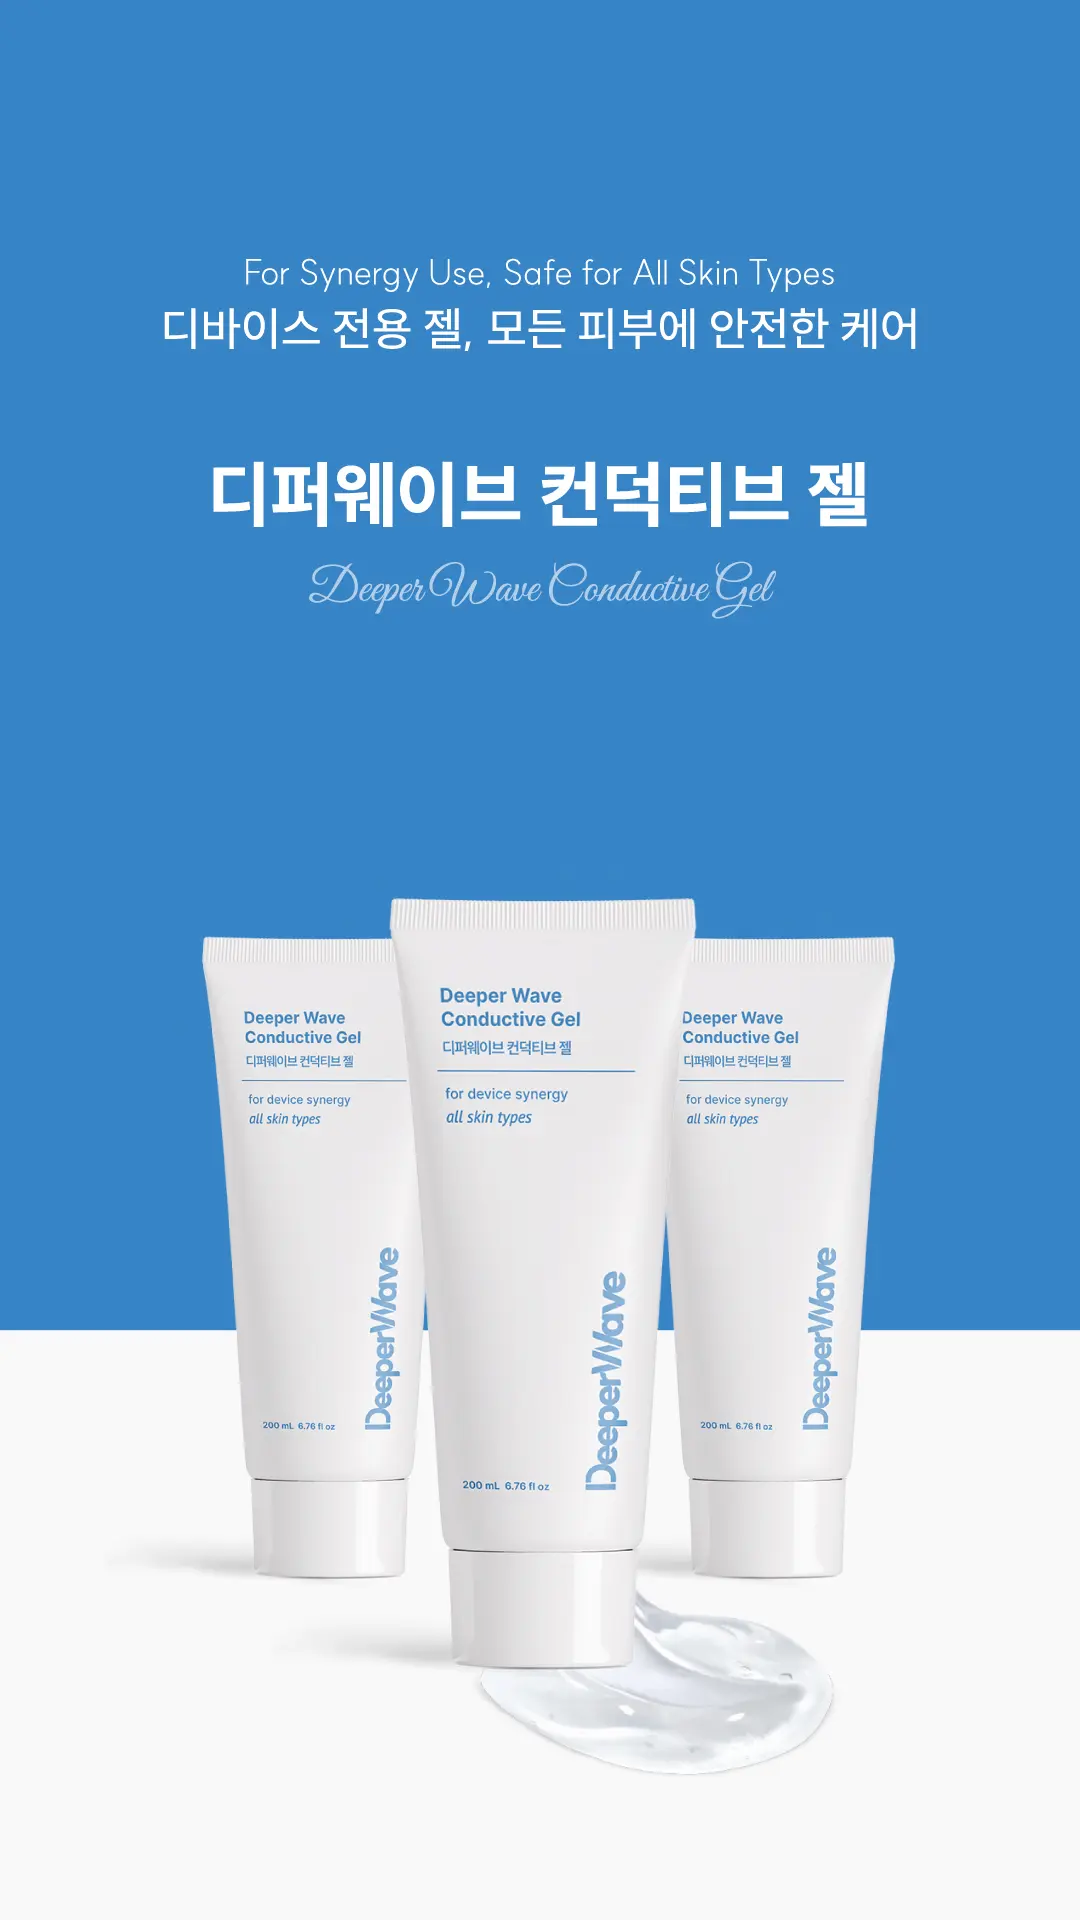 For Synergy Use, Safe for All Skin Types
디바이스 전용 젤, 모든 피부에 안전한 케어
디퍼웨이브 컨덕티브 젤
Deeper Wave Conductive Gel
Deeper Wave
Conductive Gel
디퍼웨이브 컨덕티브 젤
for device synergy
all skin types
DeeperWave
200 mL 6.76 fl oz
Deeper Wave
Conductive Gel
디퍼웨이브 컨덕티브 젤
for device synergy
all skin types
DeeperWave
200 mL 6.76 fl oz
Deeper Wave
Conductive Gel
디퍼웨이브 컨덕티브 젤
for device synergy
all skin types
DeeperWave
200 mL 6.76 fl oz